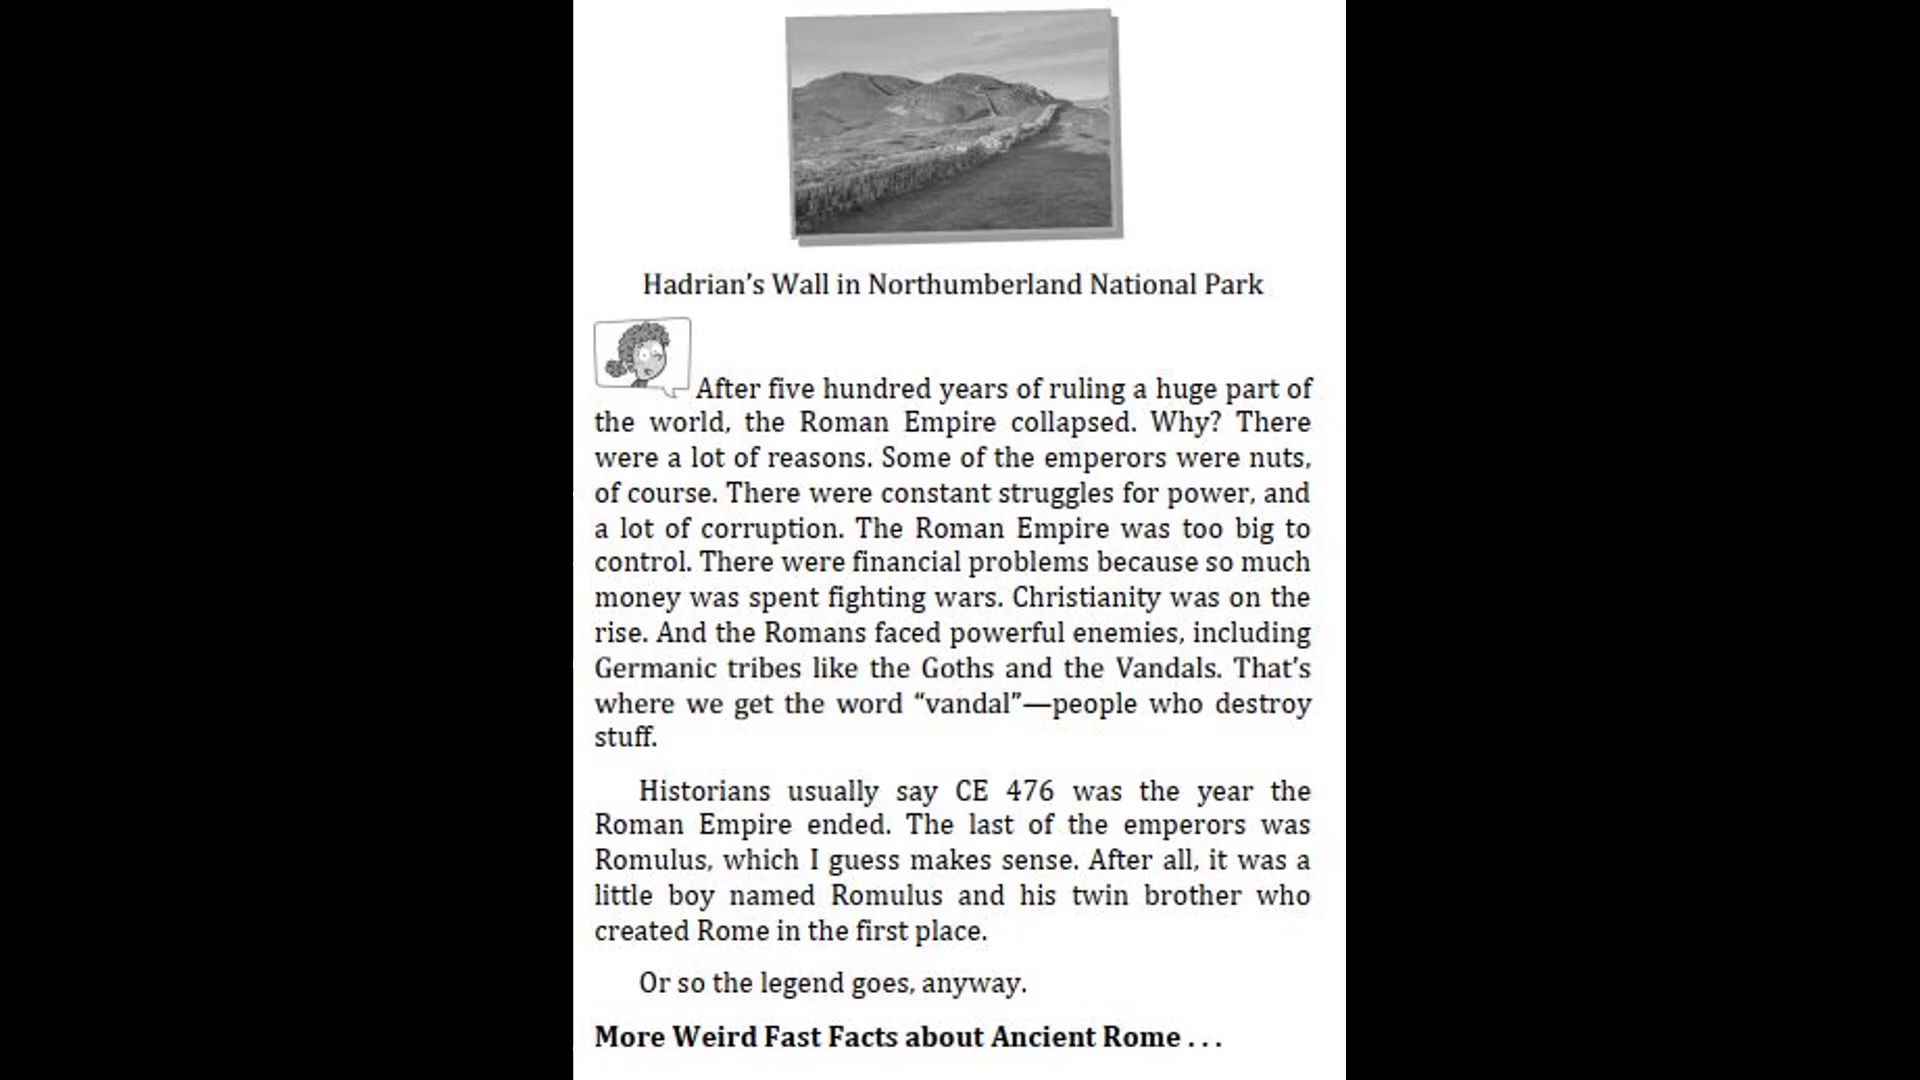 Hadrian’s Wall in Northumberland National Park
After five hundred years of ruling a huge part of
the world, the Roman Empire collapsed. Why? There
were a lot of reasons. Some of the emperors were nuts,
of course. There were constant struggles for power, and
a lot of corruption. The Roman Empire was too big to
control. There were financial problems because so much
money was spent fighting wars. Christianity was on the
rise. And the Romans faced powerful enemies, including
Germanic tribes like the Goths and the Vandals. That’s
where we get the word “vandal”—people who destroy
stuff.
Historians usually say CE 476 was the year the
Roman Empire ended. The last of the emperors was
Romulus, which I guess makes sense. After all, it was a
little boy named Romulus and his twin brother who
created Rome in the first place.
Or so the legend goes, anyway.
More Weird Fast Facts about Ancient Rome . . .